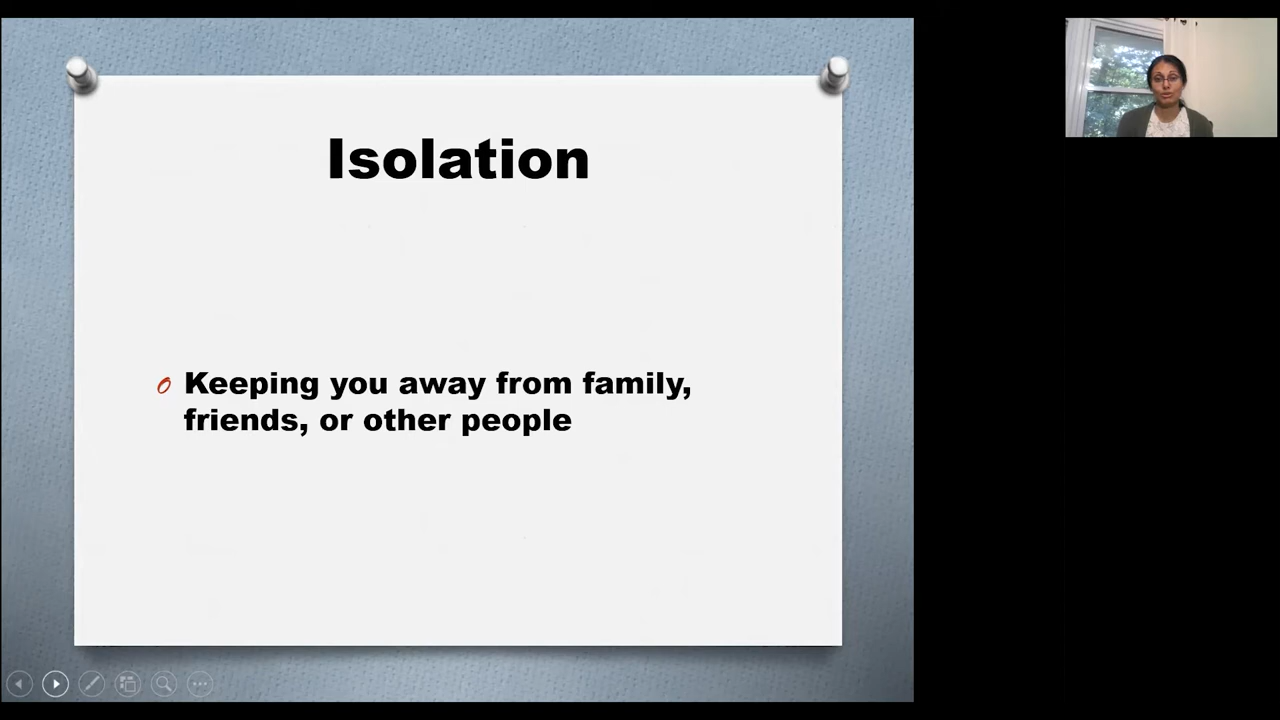 Isolation
Keeping you away from family,
friends, or other people